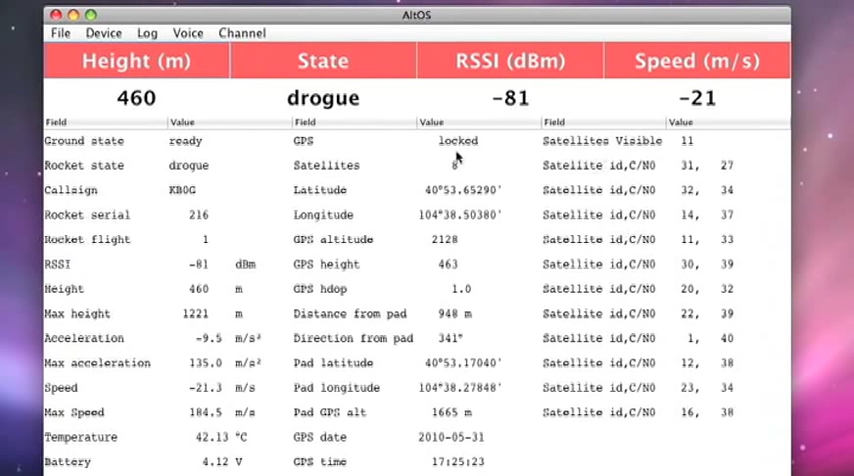 AltOS
File Device Log Voice Channel
Height (m) State RSSI (dBm) Speed (m/s)
460 drogue -81 -21
Field Value Field Value Field Value
Ground state ready GPS locked Satellites Visible 11
Rocket state drogue Satellites 8 Satellite id,C/N0 31, 27
Callsign KB0G Latitude 40°53.65290' Satellite id,C/N0 32, 34
Rocket serial 216 Longitude 104°38.50380' Satellite id,C/N0 14, 37
Rocket flight 1 GPS altitude 2128 Satellite id,C/N0 11, 33
RSSI -81 dBm GPS height 463 Satellite id,C/N0 30, 39
Height 460 m GPS hdop 1.0 Satellite id,C/N0 20, 32
Max height 1221 m Distance from pad 948 m Satellite id,C/N0 22, 39
Acceleration -9.5 m/s² Direction from pad 341° Satellite id,C/N0 1, 40
Max acceleration 135.0 m/s² Pad latitude 40°53.17040' Satellite id,C/N0 12, 38
Speed -21.3 m/s Pad longitude 104°38.27848' Satellite id,C/N0 23, 34
Max Speed 184.5 m/s Pad GPS alt 1665 m Satellite id,C/N0 16, 38
Temperature 42.13 °C GPS date 2010-05-31
Battery 4.12 V GPS time 17:25:23